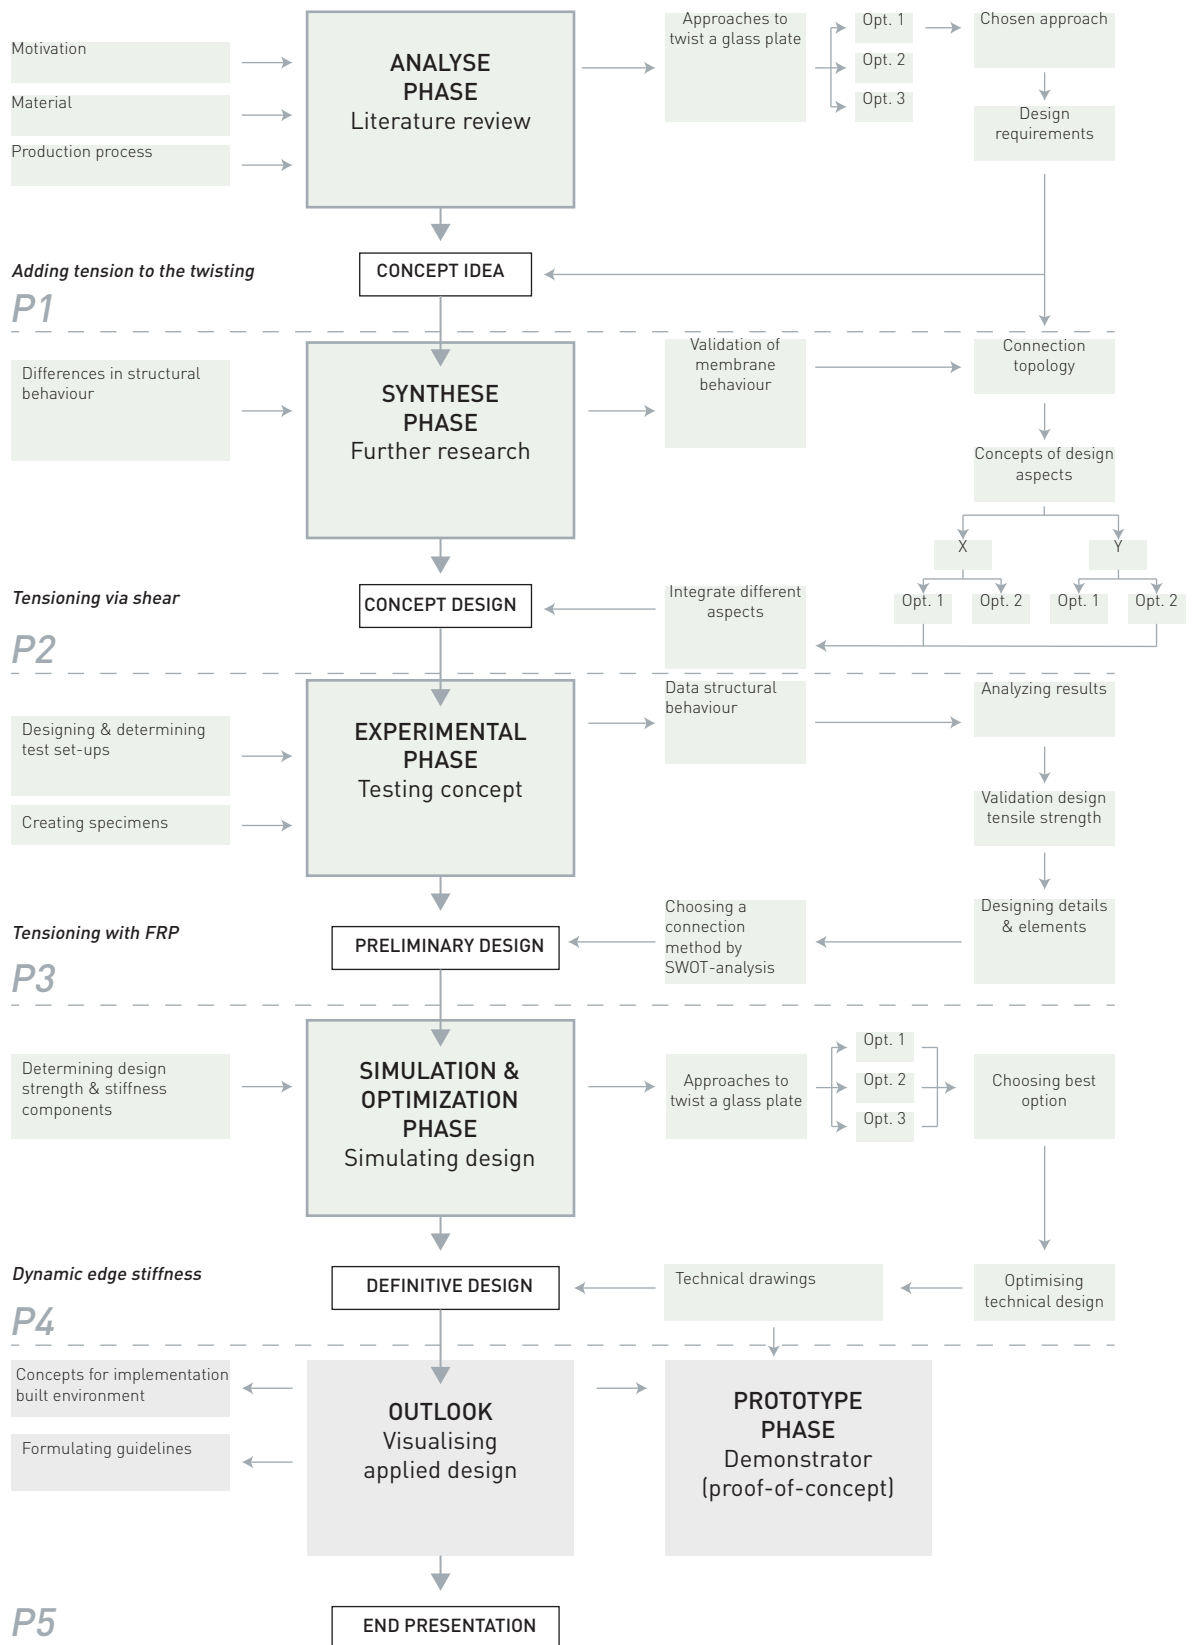 Motivation
Material
Production process
ANALYSE
PHASE
Literature review
Approaches to
twist a glass plate
Opt. 1
Opt. 2
Opt. 3
Chosen approach
Design
requirements
Adding tension to the twisting
P1
CONCEPT IDEA
Differences in structural
behaviour
SYNTHESE
PHASE
Further research
Validation of
membrane
behaviour
Connection
topology
Concepts of design
aspects
X
Y
Opt. 1
Opt. 2
Opt. 1
Opt. 2
Integrate different
aspects
Tensioning via shear
P2
CONCEPT DESIGN
Designing & determining
test set-ups
Creating specimens
EXPERIMENTAL
PHASE
Testing concept
Data structural
behaviour
Analyzing results
Validation design
tensile strength
Designing details
& elements
Choosing a
connection
method by
SWOT-analysis
Tensioning with FRP
P3
PRELIMINARY DESIGN
Determining design
strength & stiffness
components
SIMULATION &
OPTIMIZATION
PHASE
Simulating design
Approaches to
twist a glass plate
Opt. 1
Opt. 2
Opt. 3
Choosing best
option
Optimising
technical design
Technical drawings
Dynamic edge stiffness
P4
DEFINITIVE DESIGN
Concepts for implementation
built environment
Formulating guidelines
OUTLOOK
Visualising
applied design
PROTOTYPE
PHASE
Demonstrator
(proof-of-concept)
P5
END PRESENTATION